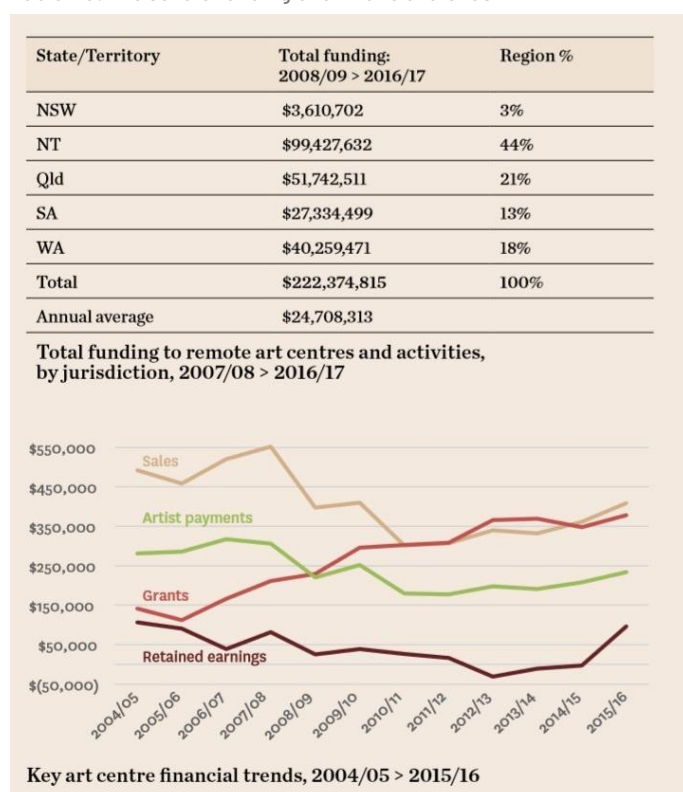 State/Territory Total funding: Region %
2008/09 > 2016/17
NSW $3,610,702 3%
NT $99,427,632 44%
Qld $51,742,511 21%
SA $27,334,499 13%
WA $40,259,471 18%
Total $222,374,815 100%
Annual average $24,708,313
Total funding to remote art centres and activities,
by jurisdiction, 2007/08 > 2016/17
$550,000
Sales
$450,000
Artist payments
$350,000
$250,000
Grants
$150,000
$50,000
Retained earnings
$(50,000)
2004/05 2005/06 2006/07 2007/08 2008/09 2009/10 2010/11 2011/12 2012/13 2013/14 2014/15 2015/16
Key art centre financial trends, 2004/05 > 2015/16